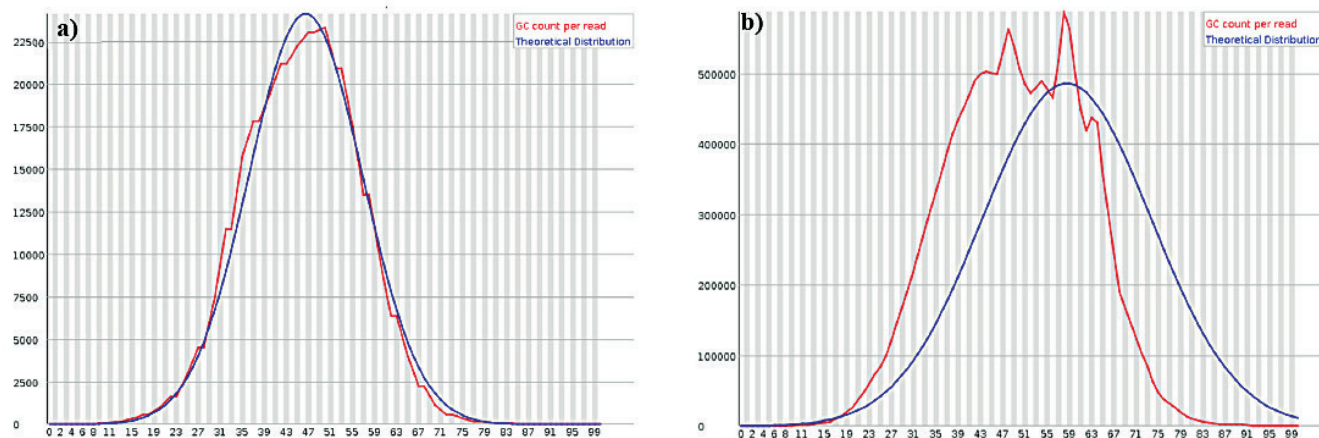 a)
GC count per read
Theoretical Distribution
22500
20000
17500
15000
12500
10000
7500
5000
2500
0
0 2 4 6 8 11 15 19 23 27 31 35 39 43 47 51 55 59 63 67 71 75 79 83 87 91 95 99
b)
GC count per read
Theoretical Distribution
500000
400000
300000
200000
100000
0
0 2 4 6 8 11 15 19 23 27 31 35 39 43 47 51 55 59 63 67 71 75 79 83 87 91 95 99